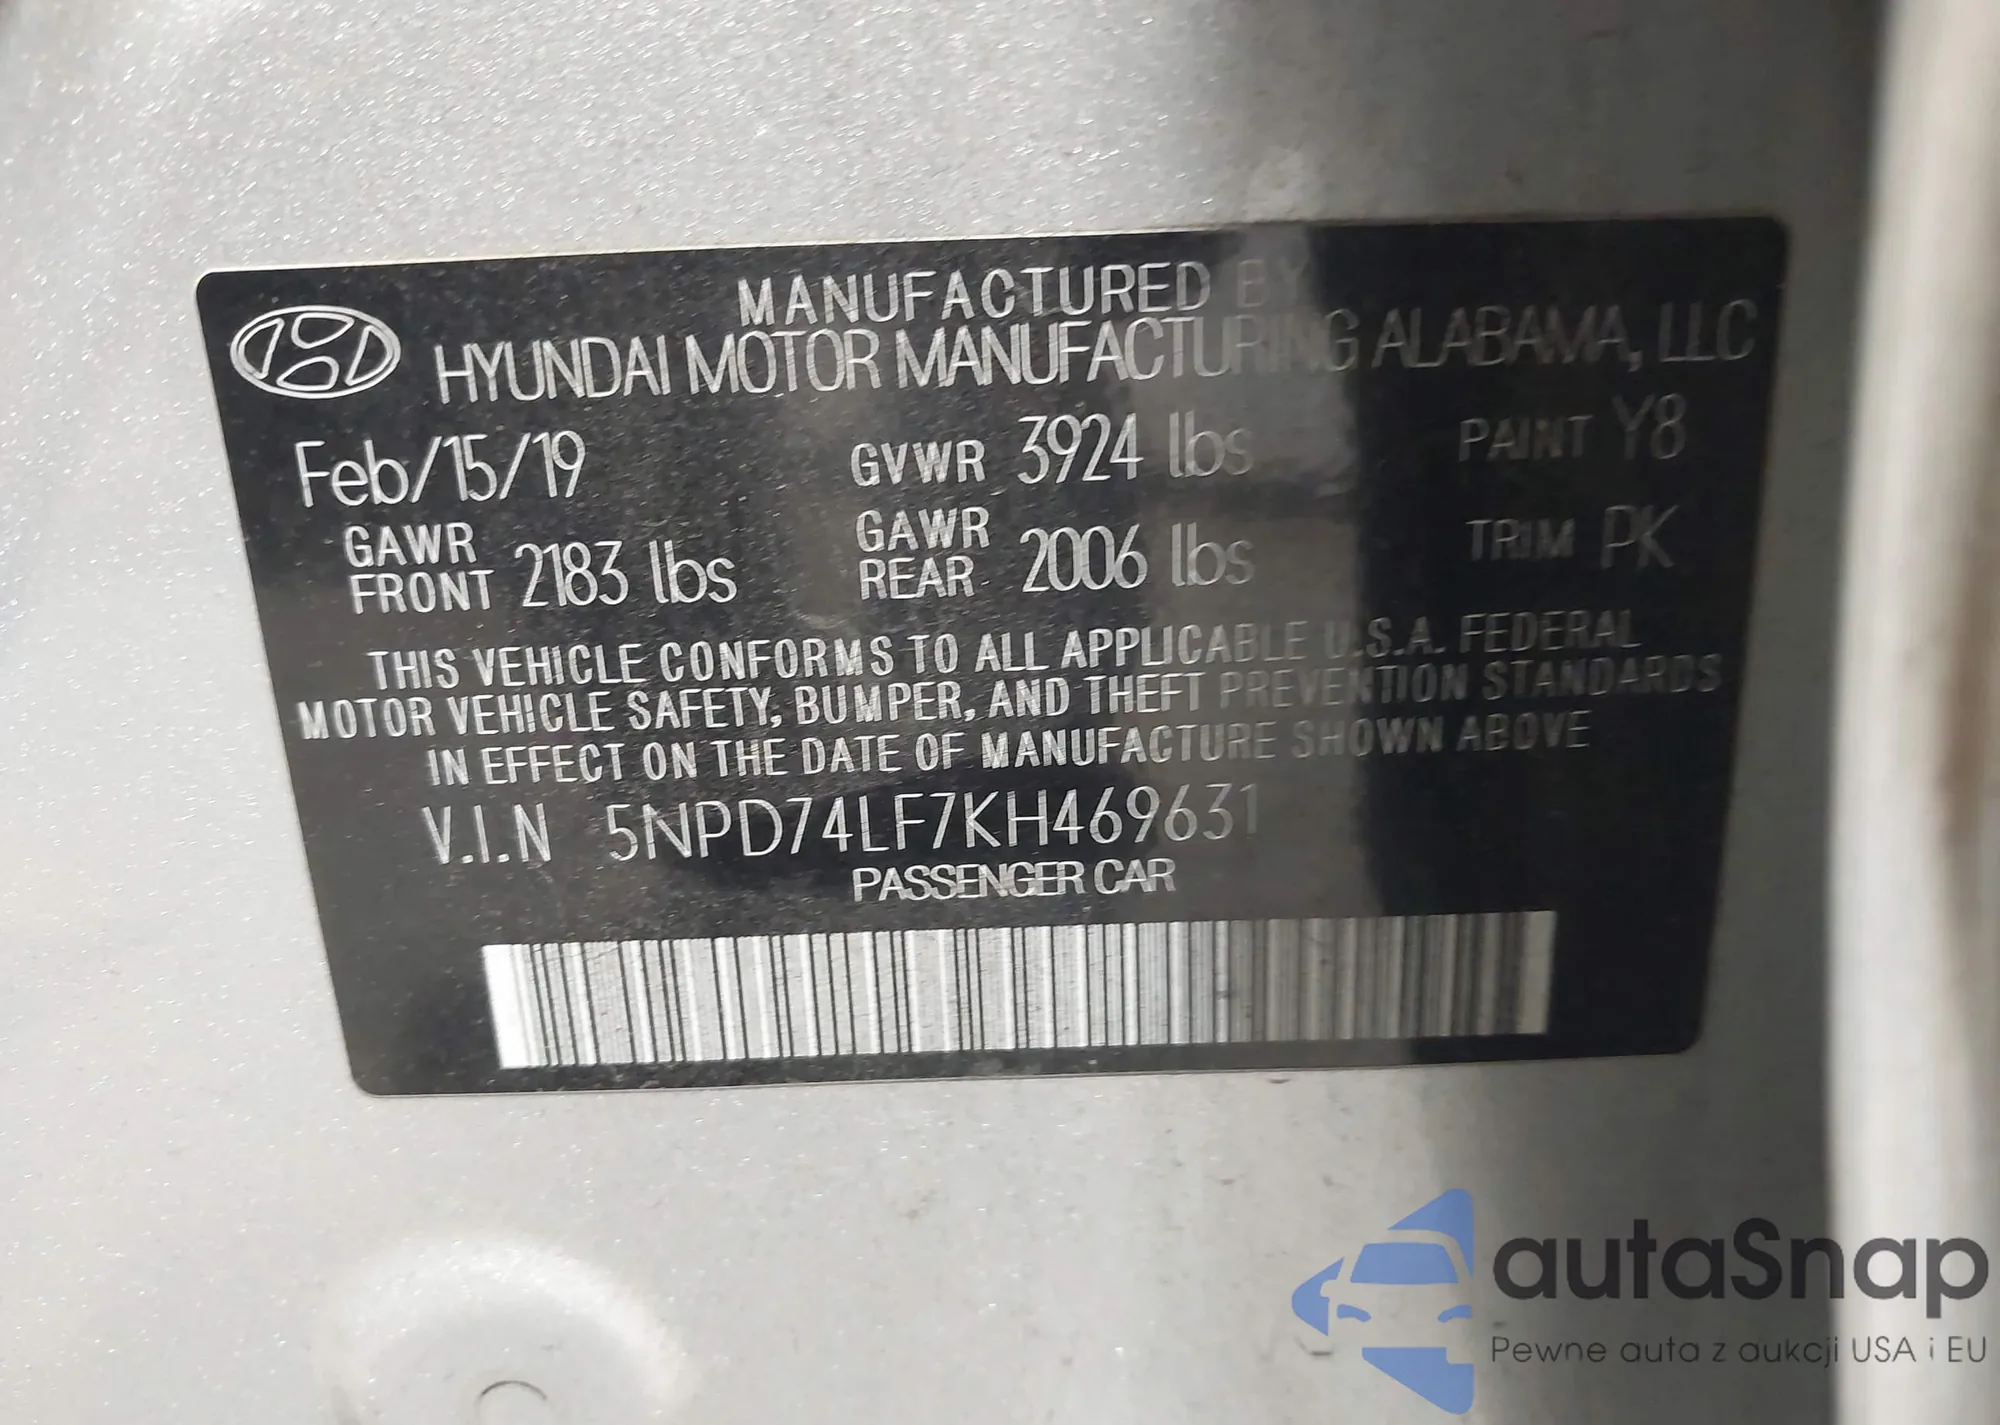 MANUFACTURED BY
HYUNDAI MOTOR MANUFACTURING ALABAMA, LLC
Feb/15/19 GVWR 3924 lbs PAINT Y8
GAWR FRONT 2183 lbs GAWR REAR 2006 lbs TRIM PK
THIS VEHICLE CONFORMS TO ALL APPLICABLE U.S.A. FEDERAL
MOTOR VEHICLE SAFETY, BUMPER, AND THEFT PREVENTION STANDARDS
IN EFFECT ON THE DATE OF MANUFACTURE SHOWN ABOVE
V.I.N 5NPD74LF7KH469631
PASSENGER CAR
autaSnap
Pewne auta z aukcji USA i EU